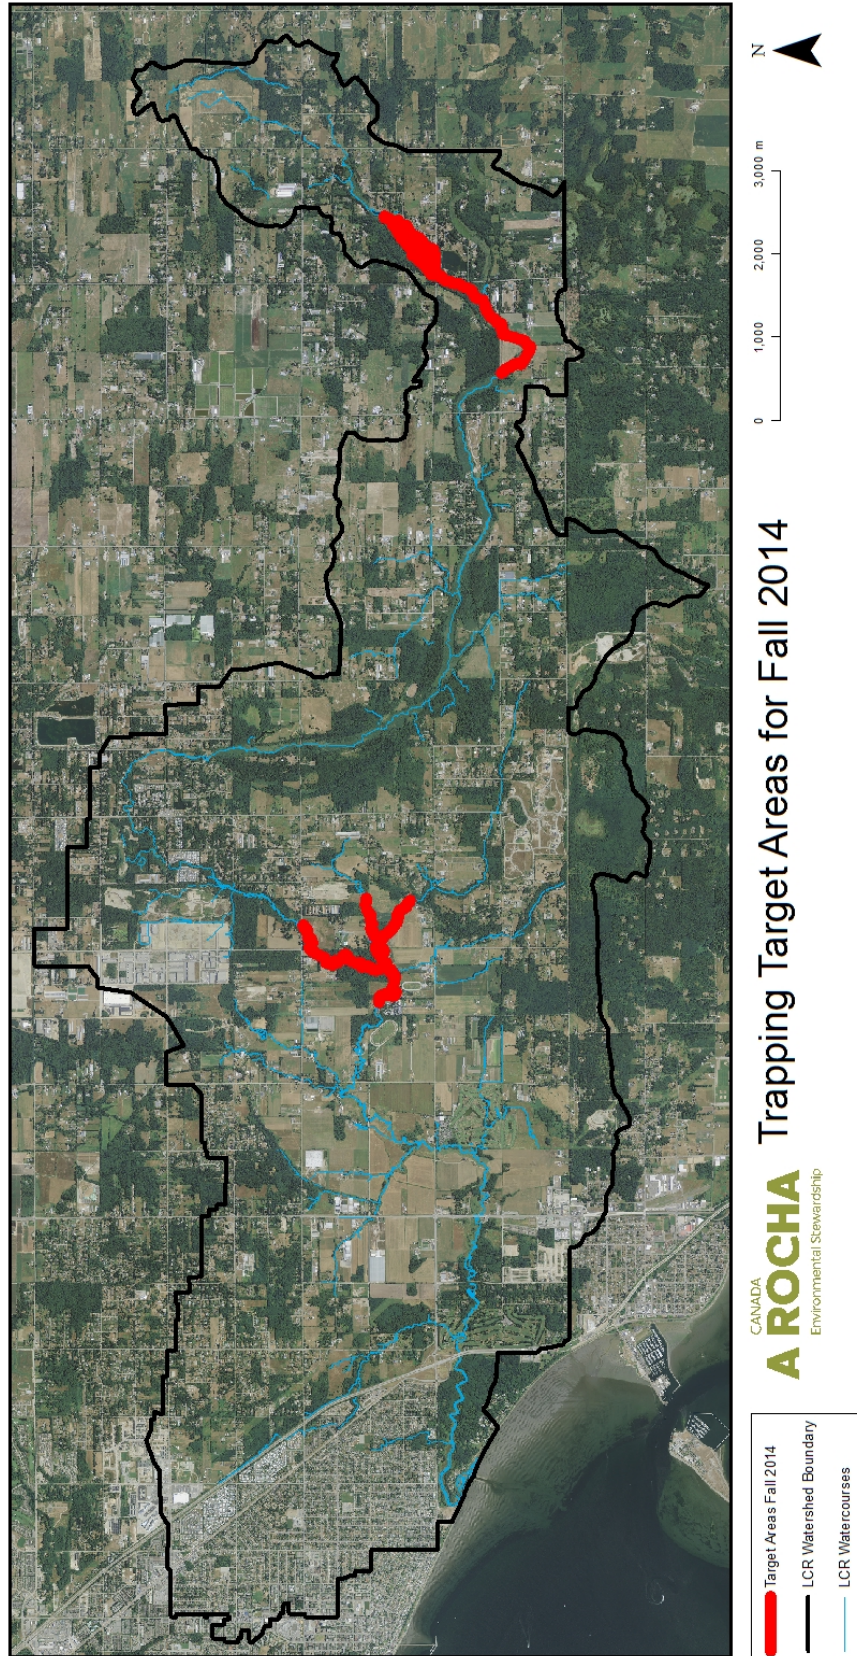 Trapping Target Areas for Fall 2014
CANADA
A ROCHA
Environmental Stewardship
Target Areas Fall 2014
LCR Watershed Boundary
LCR Watercourses
0 1,000 2,000 3,000 m
N